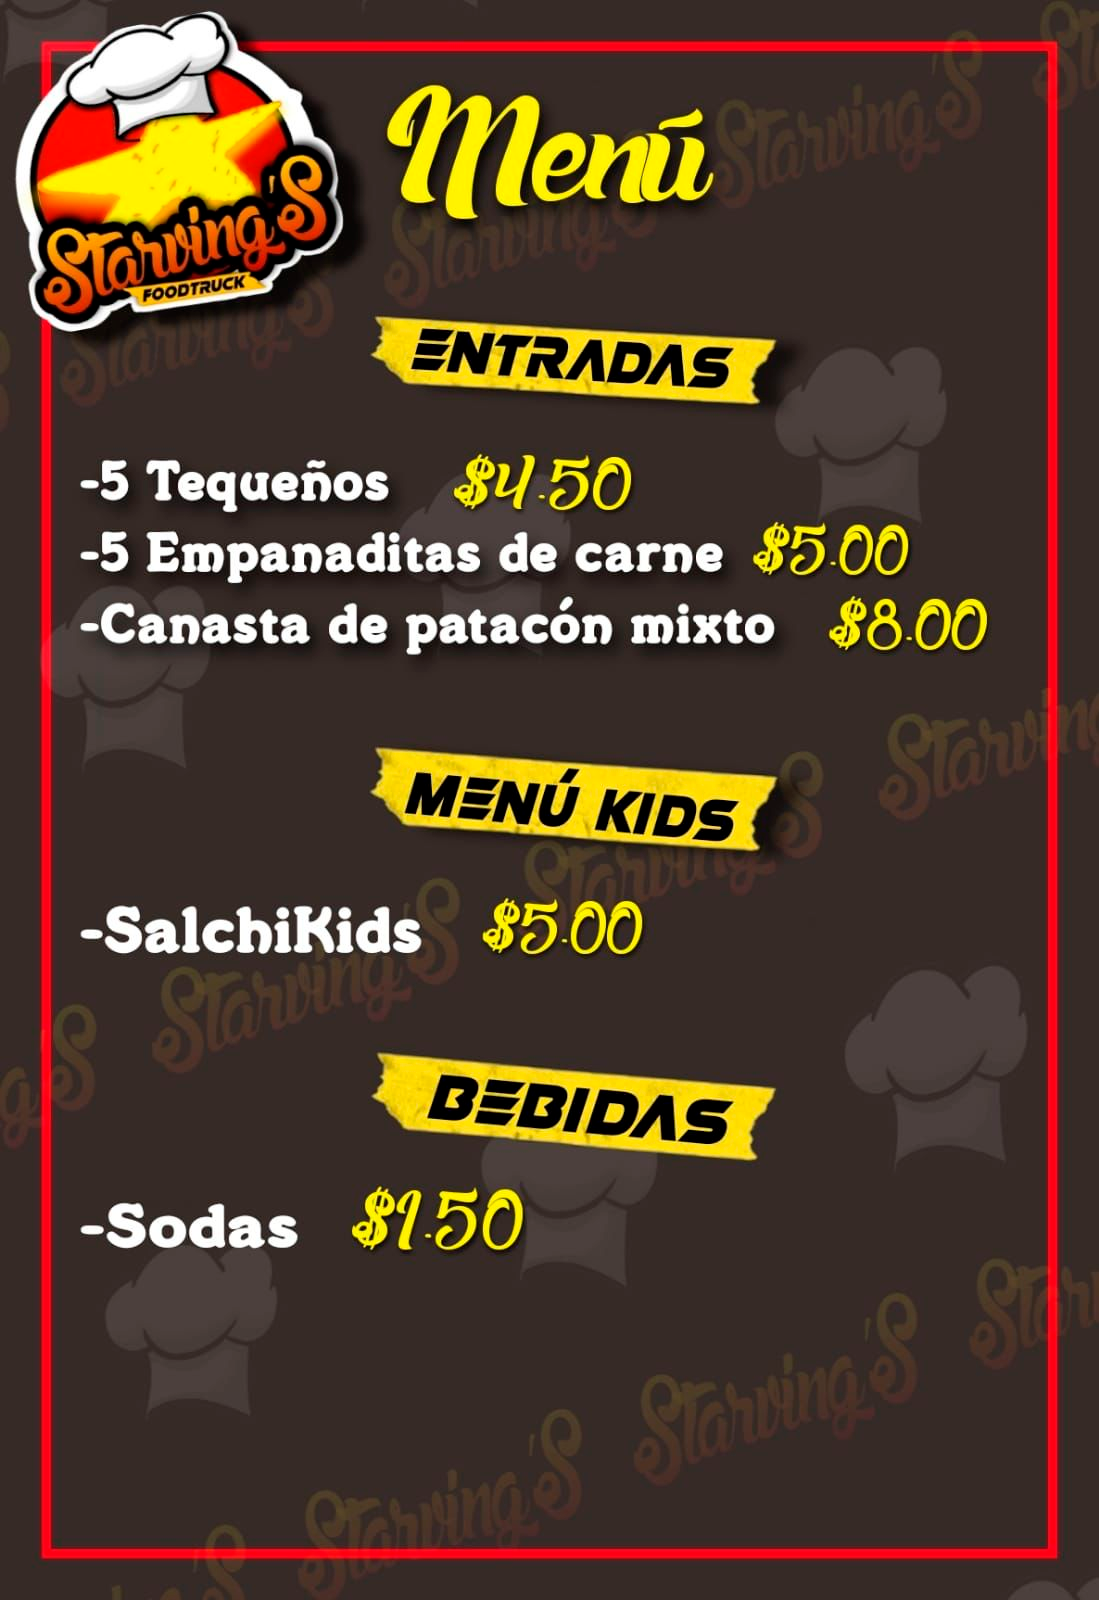 Starving'S
FOODTRUCK
Menú
ENTRADAS
-5 Tequeños $4.50
-5 Empanaditas de carne $5.00
-Canasta de patacón mixto $8.00
MENÚ KIDS
-SalchiKids $5.00
BEBIDAS
-Sodas $1.50